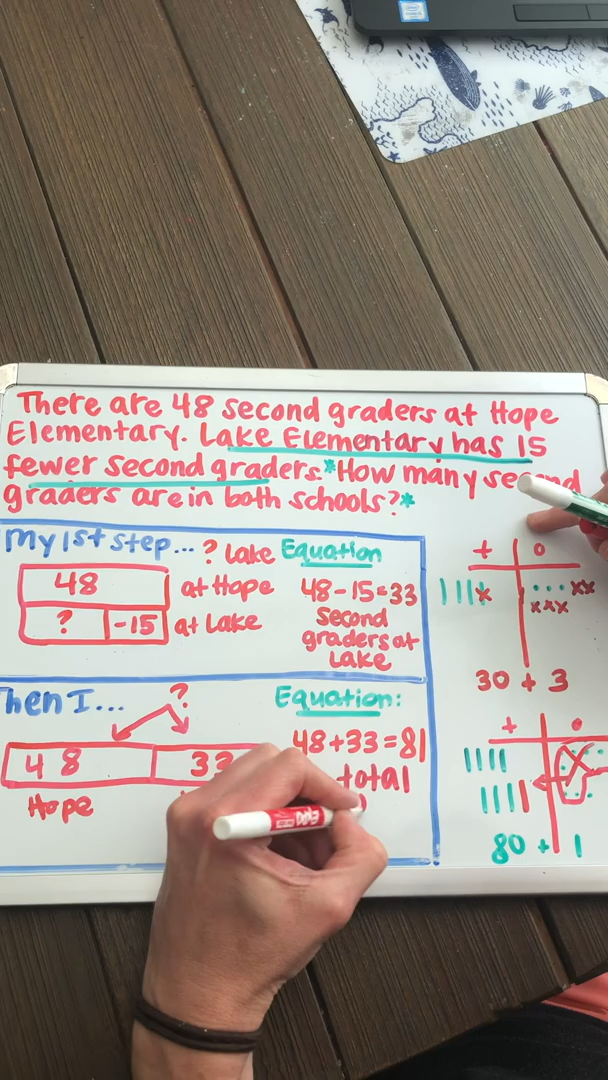 There are 48 second graders at Hope
Elementary. Lake Elementary has 15
fewer second graders.*How many
graders are in both schools?*
My 1st step... ? Lake Equation
48 at Hope 48-15=33
? -15 at Lake second
graders at
Lake
t o
30 + 3
Then I... ? Equation:
48 33 48+33=81
Hope total
t o
80 + 1
EXPO